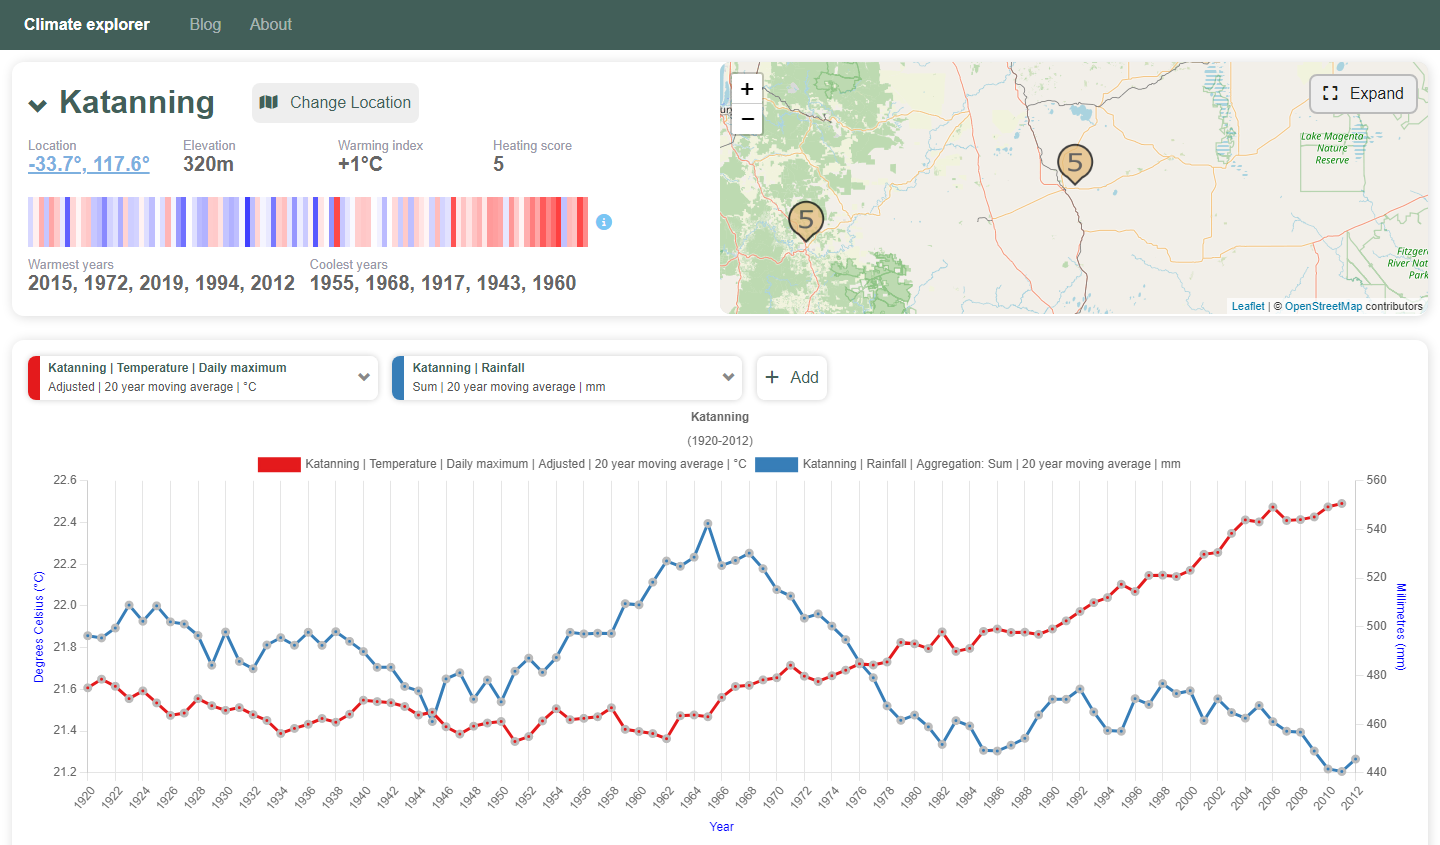 Climate explorer Blog About
Katanning
Change Location
Location Elevation Warming index Heating score
-33.7°, 117.6° 320m +1°C 5
Warmest years Coolest years
2015, 1972, 2019, 1994, 2012 1955, 1968, 1917, 1943, 1960
+
−
Expand
Lake Magenta
Nature
Reserve
5
5
River Nat
Park
Leaflet | © OpenStreetMap contributors
Katanning | Temperature | Daily maximum
Adjusted | 20 year moving average | °C
Katanning | Rainfall
Sum | 20 year moving average | mm
+ Add
Katanning
(1920-2012)
Katanning | Temperature | Daily maximum | Adjusted | 20 year moving average | °C
Katanning | Rainfall | Aggregation: Sum | 20 year moving average | mm
22.6
22.4
22.2
22.0
21.8
21.6
21.4
21.2
Degrees Celsius (°C)
560
540
520
500
480
460
440
Millimetres (mm)
1920 1922 1924 1926 1928 1930 1932 1934 1936 1938 1940 1942 1944 1946 1948 1950 1952 1954 1956 1958 1960 1962 1964 1966 1968 1970 1972 1974 1976 1978 1980 1982 1984 1986 1988 1990 1992 1994 1996 1998 2000 2002 2004 2006 2008 2010 2012
Year